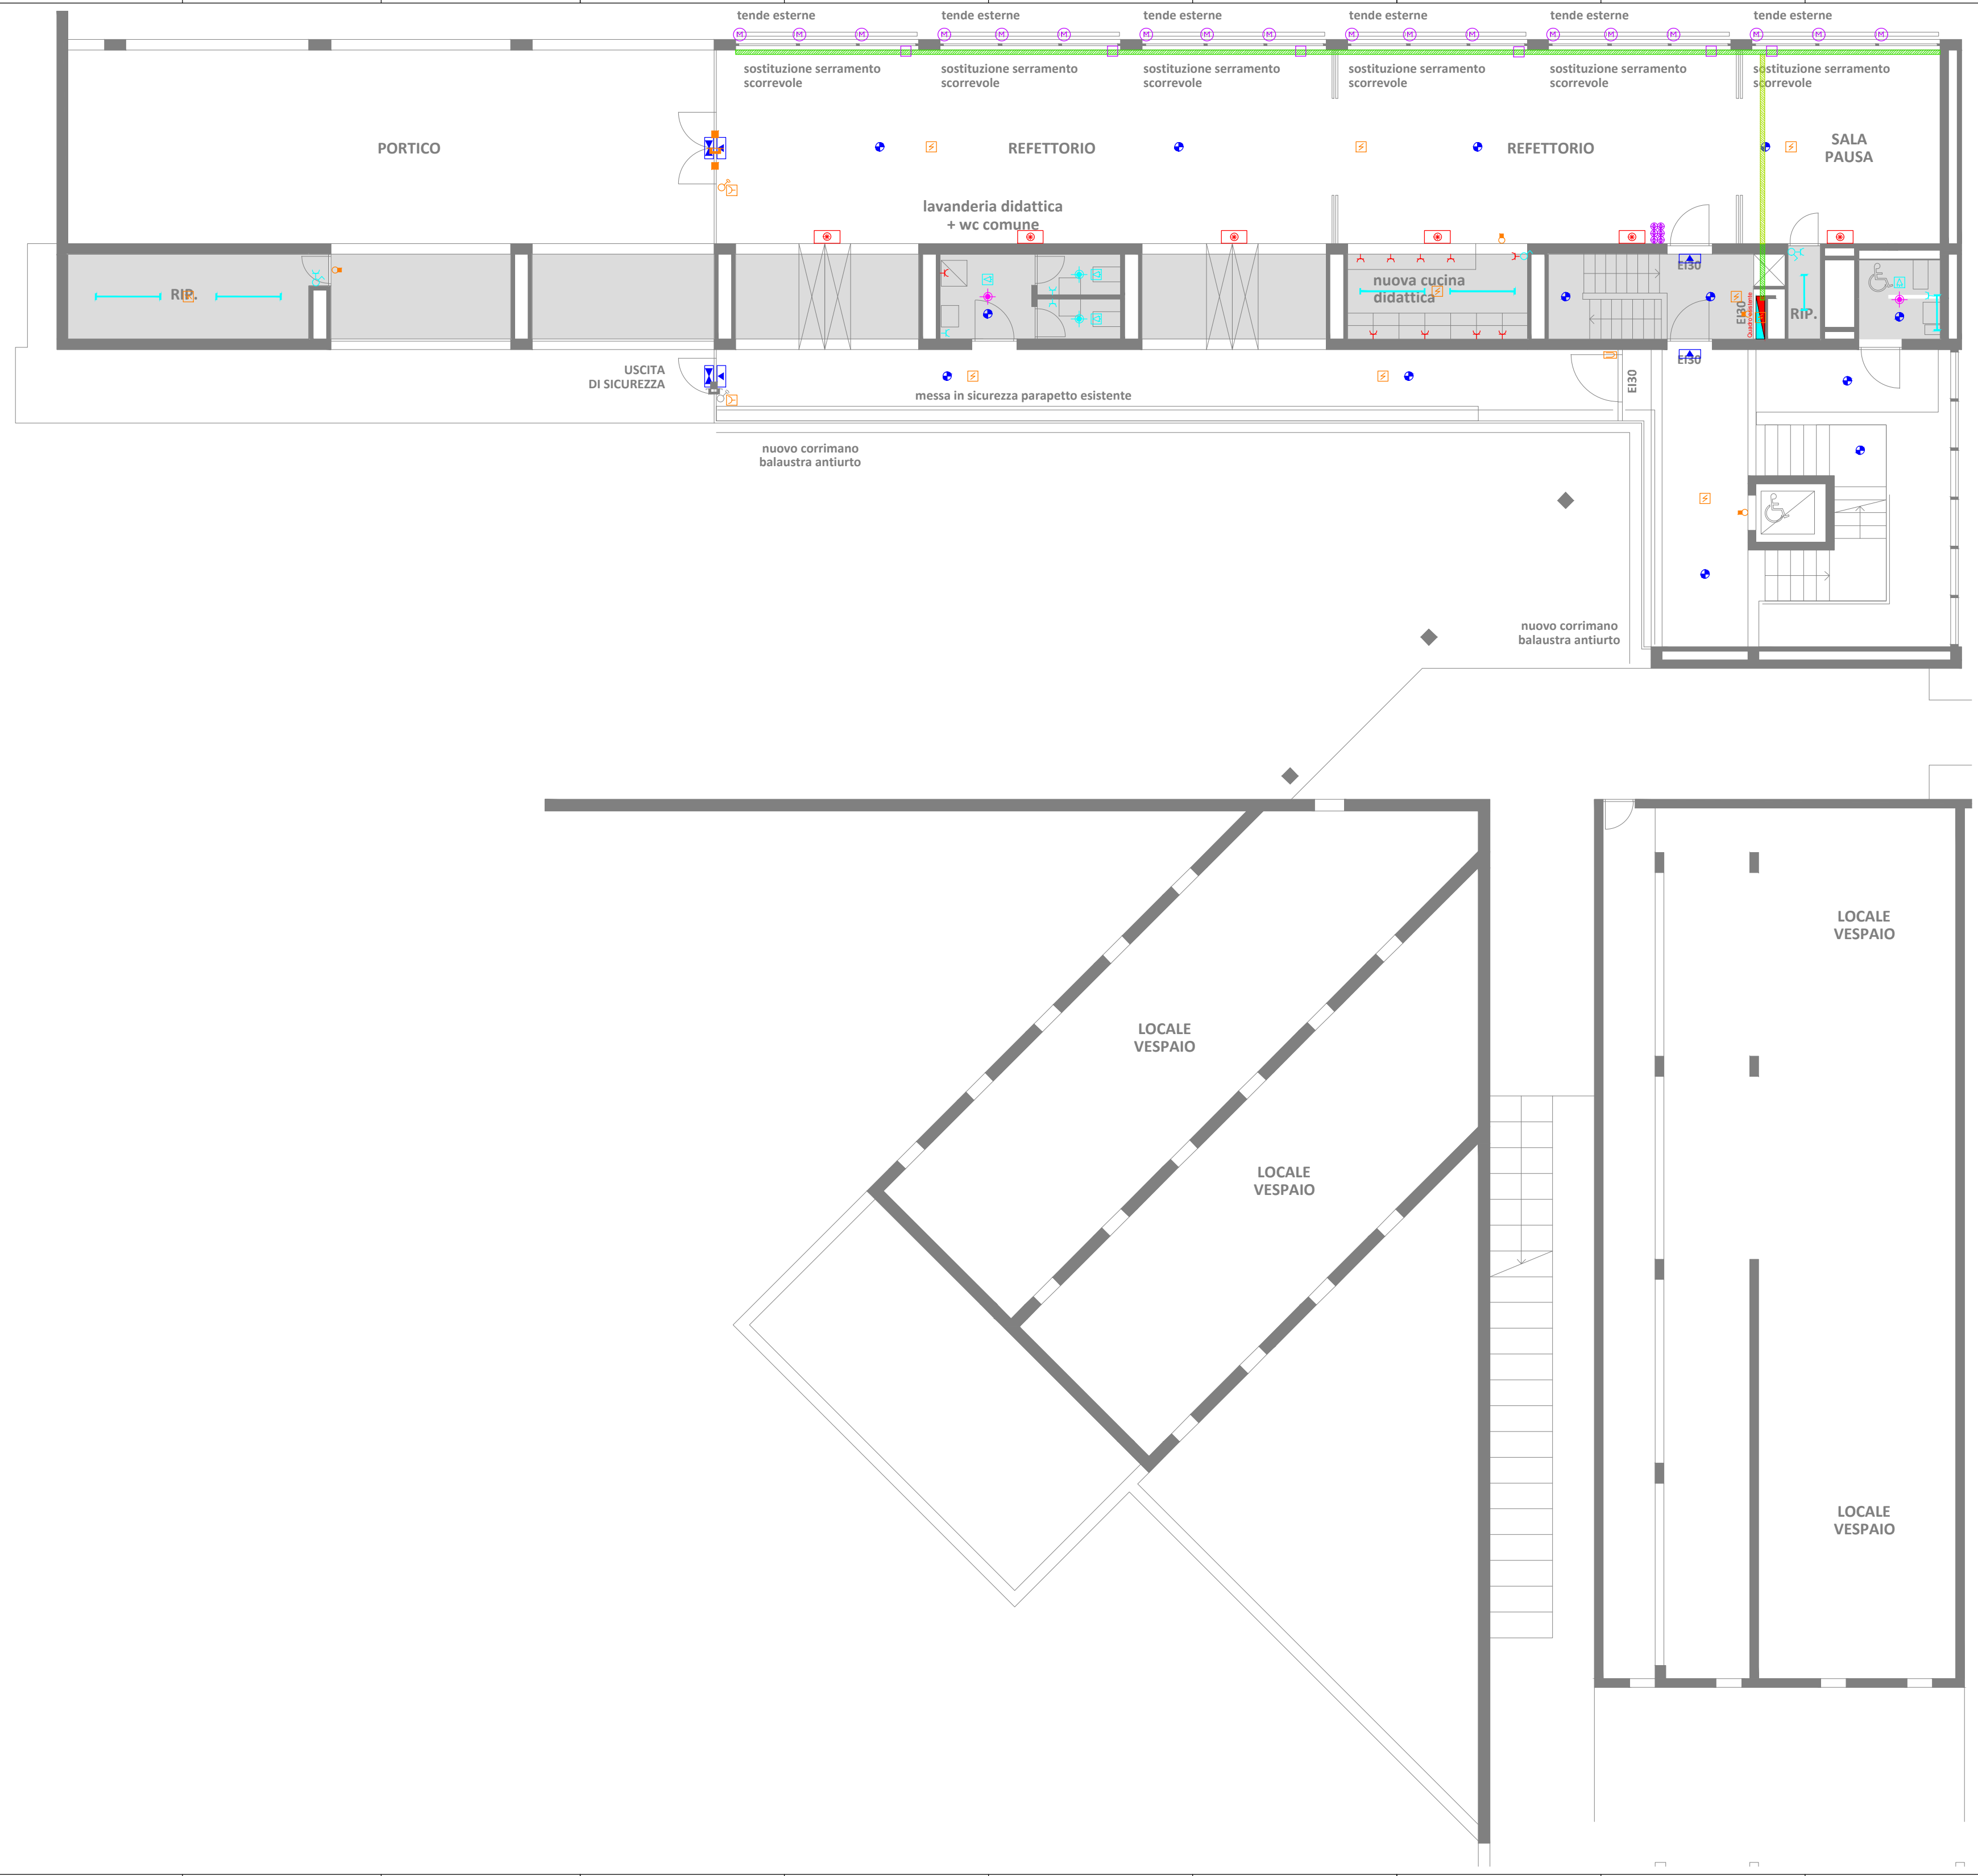 tende esterne
tende esterne
tende esterne
tende esterne
tende esterne
tende esterne
M M M M M M M M M M M M M M M M M M
sostituzione serramento
scorrevole
sostituzione serramento
scorrevole
sostituzione serramento
scorrevole
sostituzione serramento
scorrevole
sostituzione serramento
scorrevole
sostituzione serramento
scorrevole
PORTICO
REFETTORIO
REFETTORIO
SALA
PAUSA
lavanderia didattica
+ wc comune
RIP.
nuova cucina
didattica
EI30
EI30
Quadro esistente
RIP.
EI30
EI30
USCITA
DI SICUREZZA
messa in sicurezza parapetto esistente
nuovo corrimano
balaustra antiurto
nuovo corrimano
balaustra antiurto
LOCALE
VESPAIO
LOCALE
VESPAIO
LOCALE
VESPAIO
LOCALE
VESPAIO